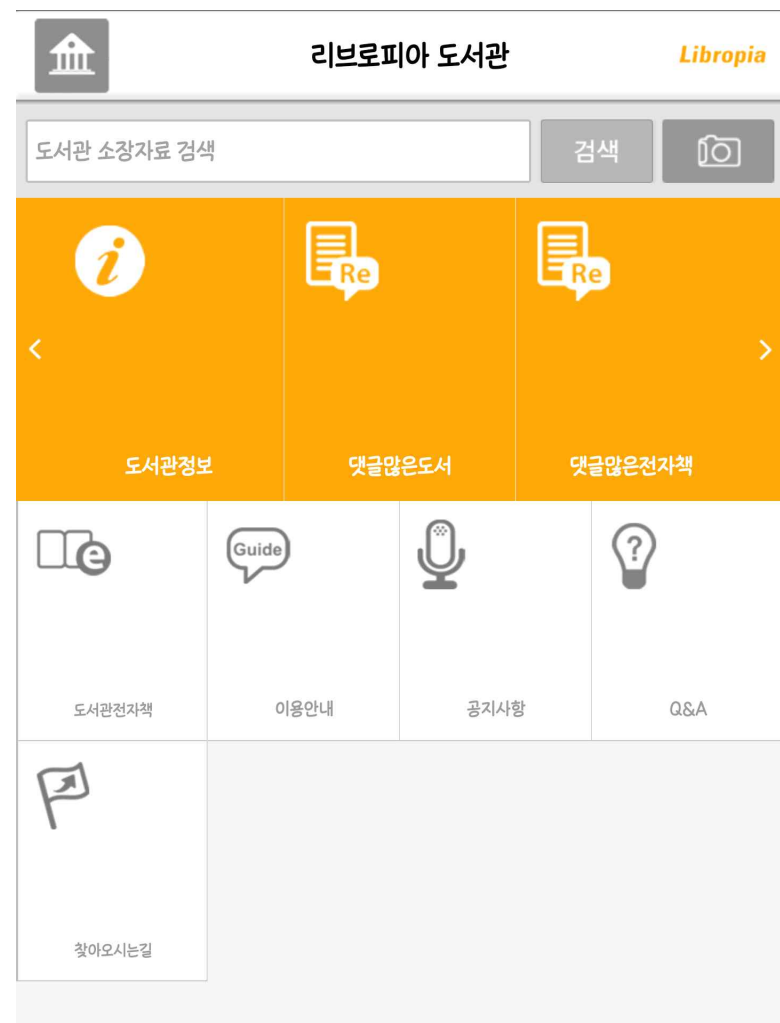 리브로피아 도서관
Libropia
도서관 소장자료 검색
검색
Re
Re
도서관정보
댓글많은도서
댓글많은전자책
e
Guide
?
도서관전자책
이용안내
공지사항
Q&A
찾아오시는길